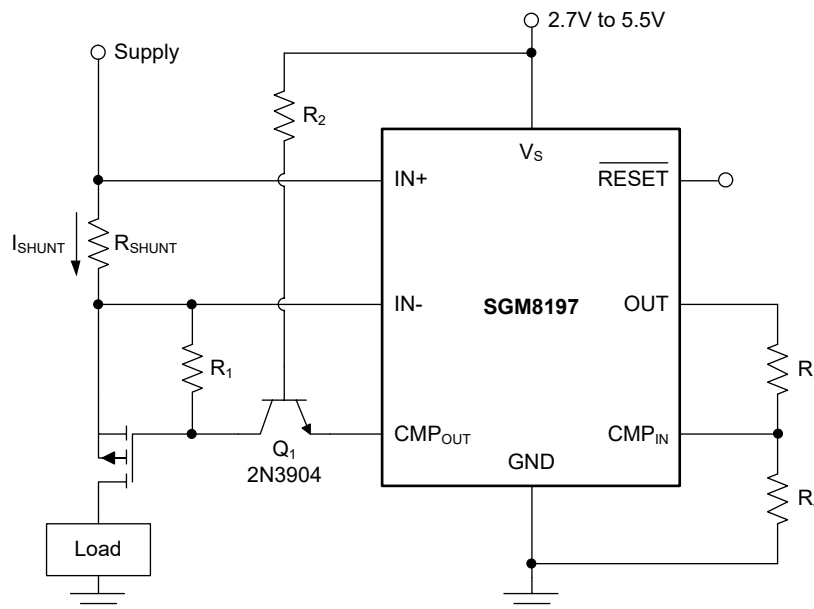 2.7V to 5.5V
Supply
R2
VS
IN+
RESET
ISHUNT
RSHUNT
IN-
SGM8197
OUT
R1
R
CMPOUT
CMPIN
Q1
2N3904
GND
R
Load